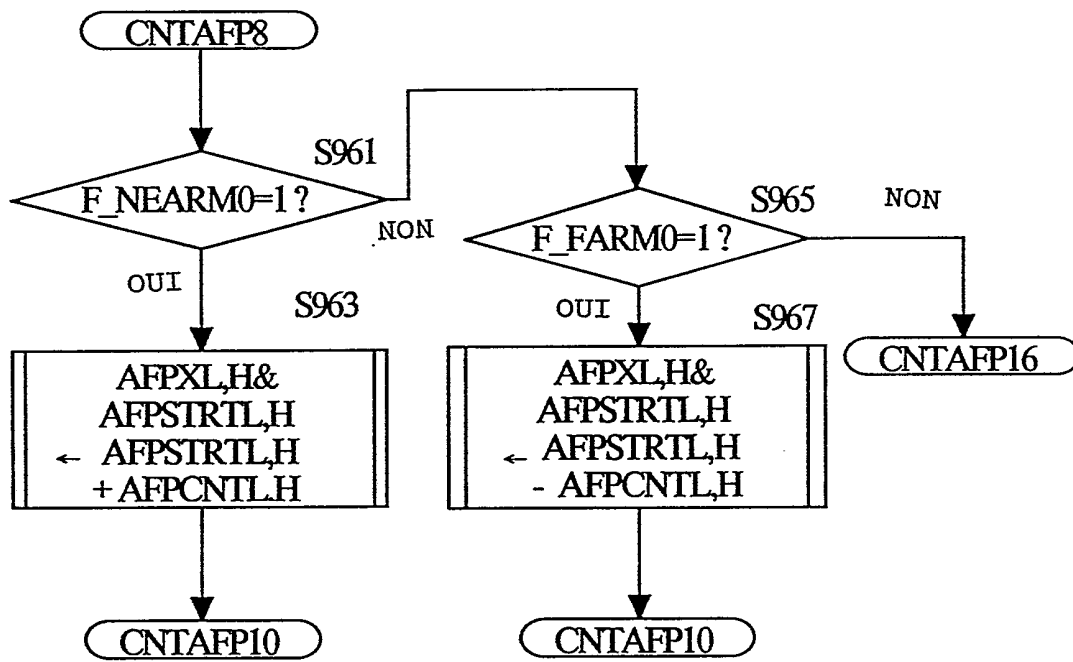 CNTAFP8
S961
F_NEARM0=1 ?
NON
OUI
S963
AFPXL,H&
AFPSTRTL,H
← AFPSTRTL,H
+ AFPCNTL,H
CNTAFP10
S965
F_FARM0=1 ?
NON
OUI
S967
AFPXL,H&
AFPSTRTL,H
← AFPSTRTL,H
- AFPCNTL,H
CNTAFP10
CNTAFP16